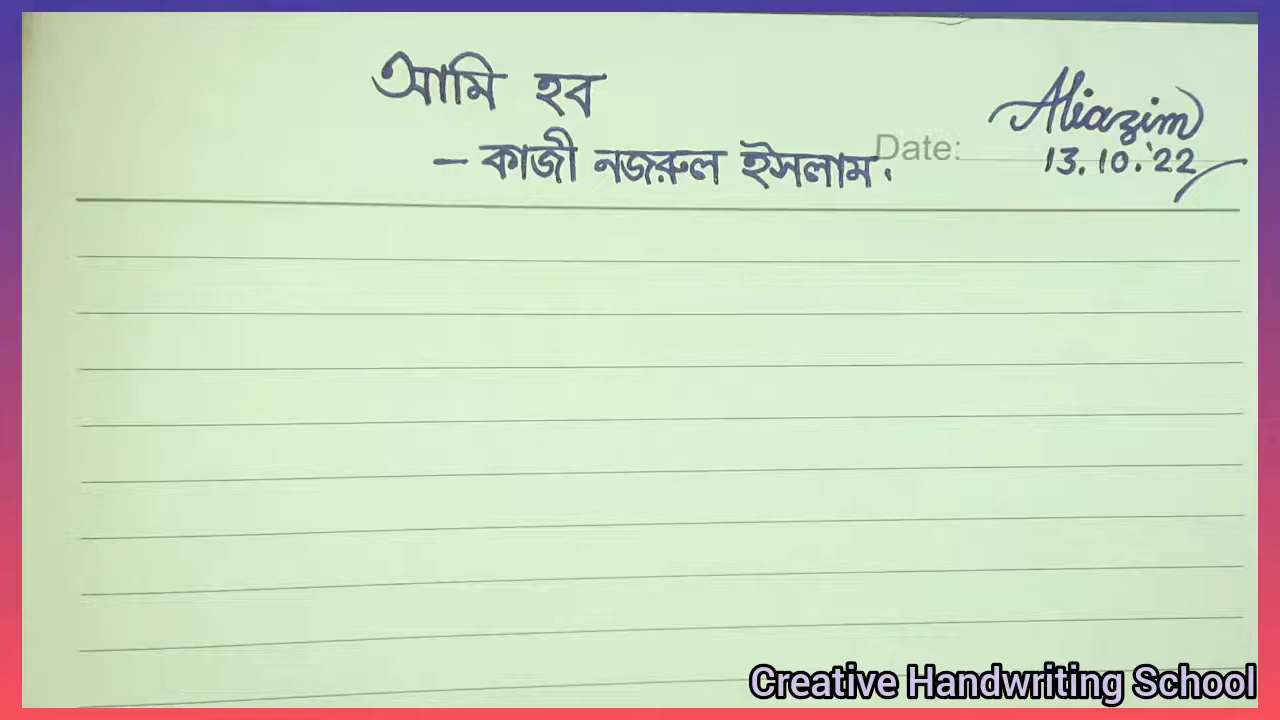 আমি হব
Aliazim
– কাজী নজরুল ইসলাম.
Date: 13.10.'22
Creative Handwriting School